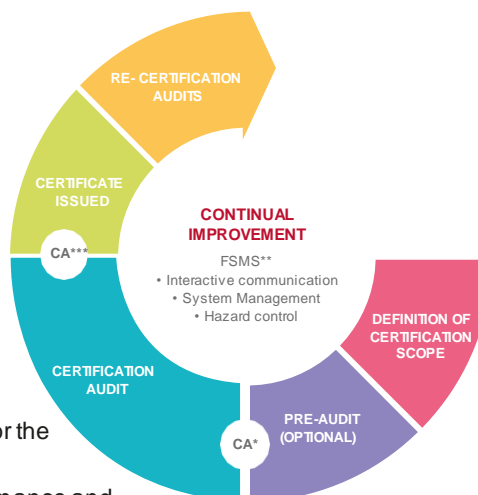 RE- CERTIFICATION
AUDITS
CERTIFICATE
ISSUED
CA***
CONTINUAL
IMPROVEMENT
FSMS**
• Interactive communication
• System Management
• Hazard control
DEFINITION OF
CERTIFICATION
SCOPE
CERTIFICATION
AUDIT
PRE-AUDIT
(OPTIONAL)
CA*
or the